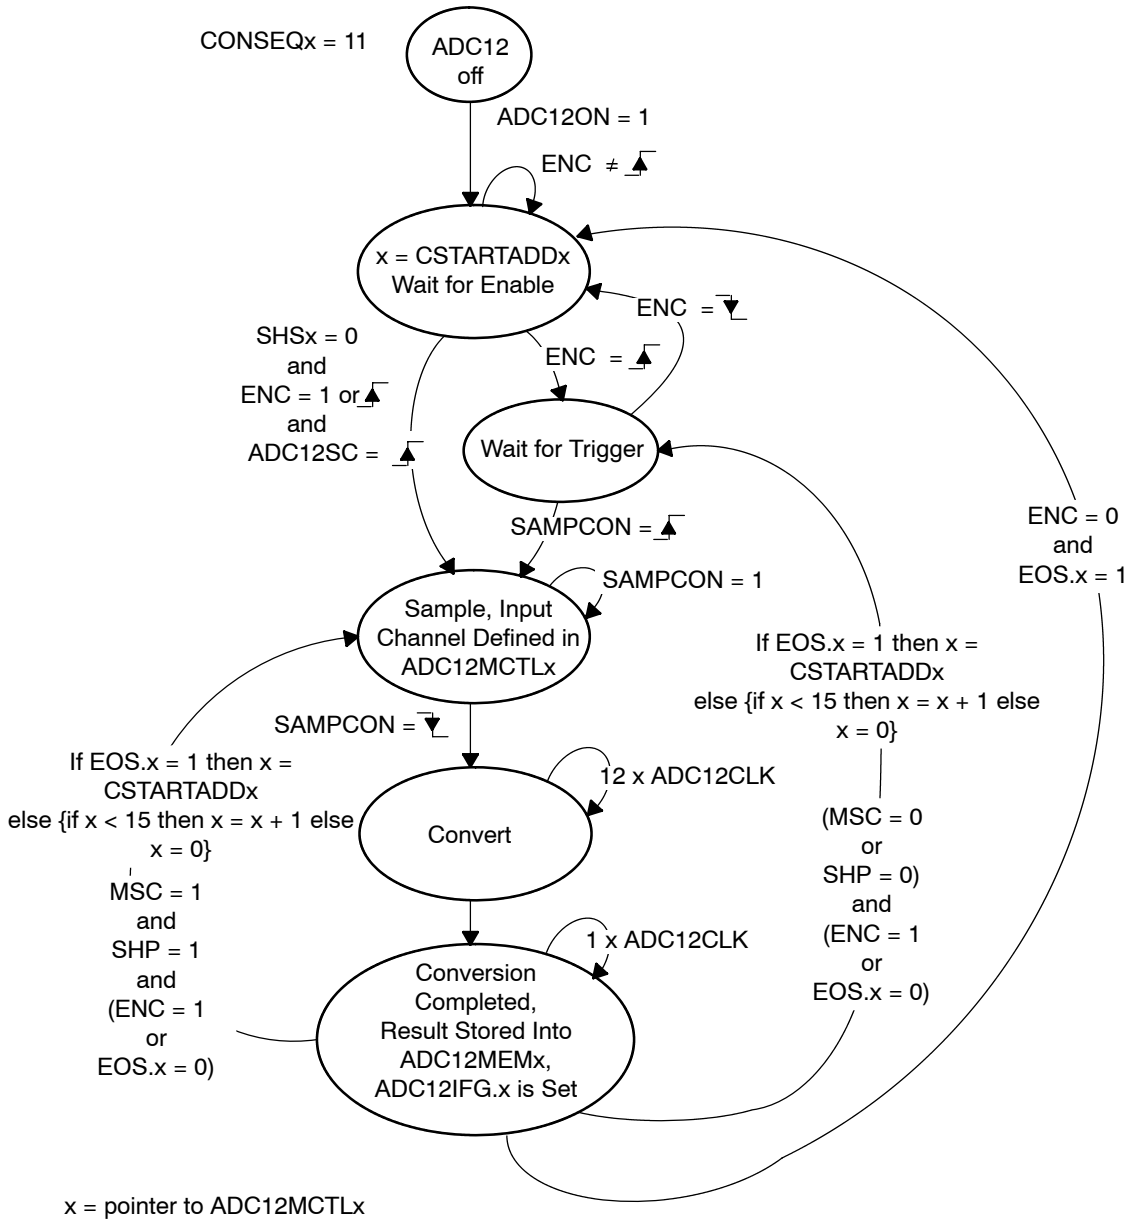 CONSEQx = 11
ADC12
off
ADC12ON = 1
ENC ≠
x = CSTARTADDx
Wait for Enable
ENC =
SHSx = 0
and
ENC = 1 or
and
ADC12SC =
ENC =
Wait for Trigger
SAMPCON =
ENC = 0
and
EOS.x = 1
SAMPCON = 1
Sample, Input
Channel Defined in
ADC12MCTLx
If EOS.x = 1 then x =
CSTARTADDx
else {if x < 15 then x = x + 1 else
x = 0}
SAMPCON =
If EOS.x = 1 then x =
CSTARTADDx
else {if x < 15 then x = x + 1 else
x = 0}
12 x ADC12CLK
Convert
(MSC = 0
or
SHP = 0)
and
(ENC = 1
or
EOS.x = 0)
MSC = 1
and
SHP = 1
and
(ENC = 1
or
EOS.x = 0)
1 x ADC12CLK
Conversion
Completed,
Result Stored Into
ADC12MEMx,
ADC12IFG.x is Set
x = pointer to ADC12MCTLx